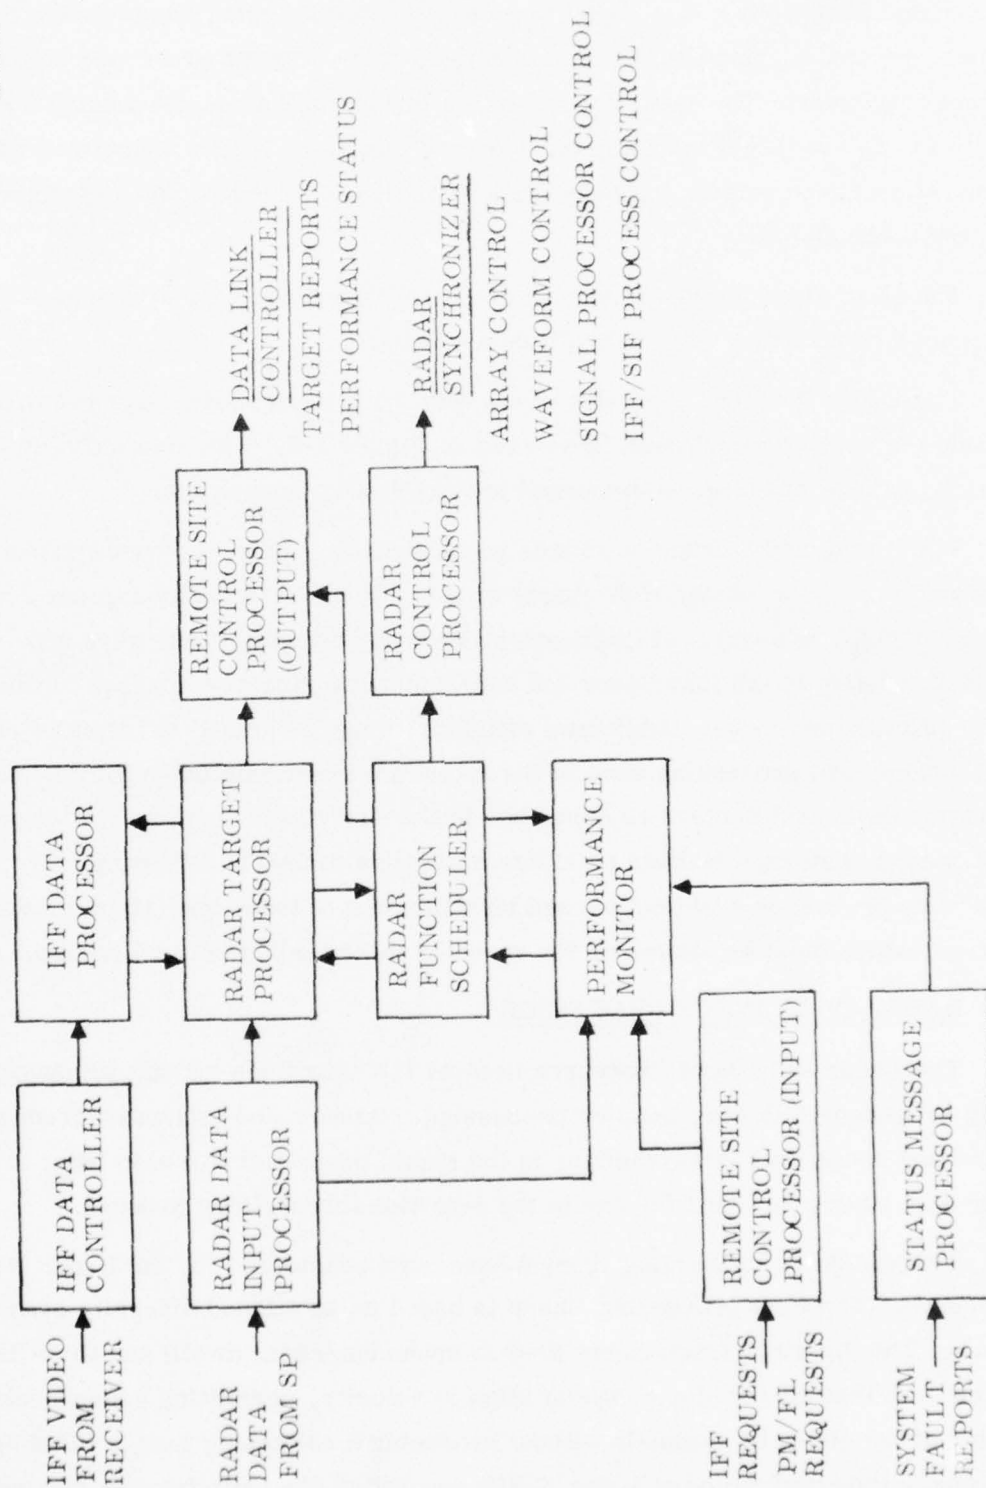 IFF VIDEO
FROM
RECEIVER
IFF DATA
CONTROLLER
IFF DATA
PROCESSOR
RADAR
DATA
FROM SP
RADAR DATA
INPUT
PROCESSOR
RADAR TARGET
PROCESSOR
REMOTE SITE
CONTROL
PROCESSOR
(OUTPUT)
DATA LINK
CONTROLLER
TARGET REPORTS
PERFORMANCE STATUS
RADAR
FUNCTION
SCHEDULER
RADAR
CONTROL
PROCESSOR
RADAR
SYNCHRONIZER
ARRAY CONTROL
WAVEFORM CONTROL
SIGNAL PROCESSOR CONTROL
IFF/SIF PROCESS CONTROL
PERFORMANCE
MONITOR
IFF
REQUESTS
PM/FL
REQUESTS
REMOTE SITE
CONTROL
PROCESSOR (INPUT)
SYSTEM
FAULT
REPORTS
STATUS MESSAGE
PROCESSOR